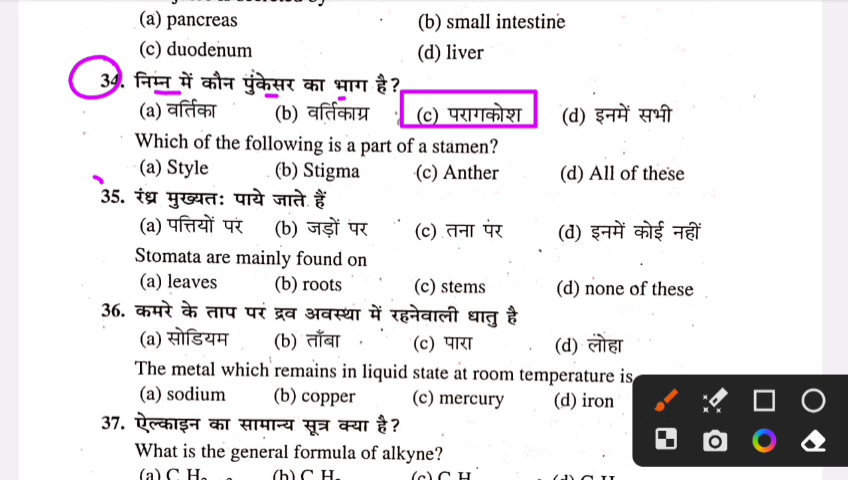 (a) pancreas (b) small intestine
(c) duodenum (d) liver
34. निम्न में कौन पुंकेसर का भाग है?
(a) वर्तिका (b) वर्तिकाग्र (c) परागकोश (d) इनमें सभी
Which of the following is a part of a stamen?
(a) Style (b) Stigma (c) Anther (d) All of these
35. रंध्र मुख्यतः पाये जाते हैं
(a) पत्तियों पर (b) जड़ों पर (c) तना पर (d) इनमें कोई नहीं
Stomata are mainly found on
(a) leaves (b) roots (c) stems (d) none of these
36. कमरे के ताप पर द्रव अवस्था में रहनेवाली धातु है
(a) सोडियम (b) ताँबा (c) पारा (d) लोहा
The metal which remains in liquid state at room temperature is
(a) sodium (b) copper (c) mercury (d) iron
37. ऐल्काइन का सामान्य सूत्र क्या है?
What is the general formula of alkyne?